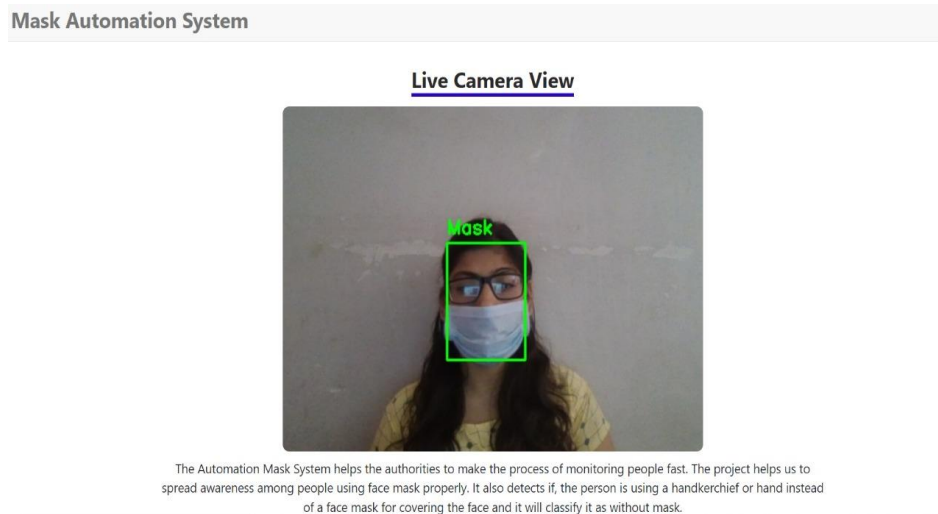 Mask Automation System
Live Camera View
Mask
The Automation Mask System helps the authorities to make the process of monitoring people fast. The project helps us to
spread awareness among people using face mask properly. It also detects if, the person is using a handkerchief or hand instead
of a face mask for covering the face and it will classify it as without mask.